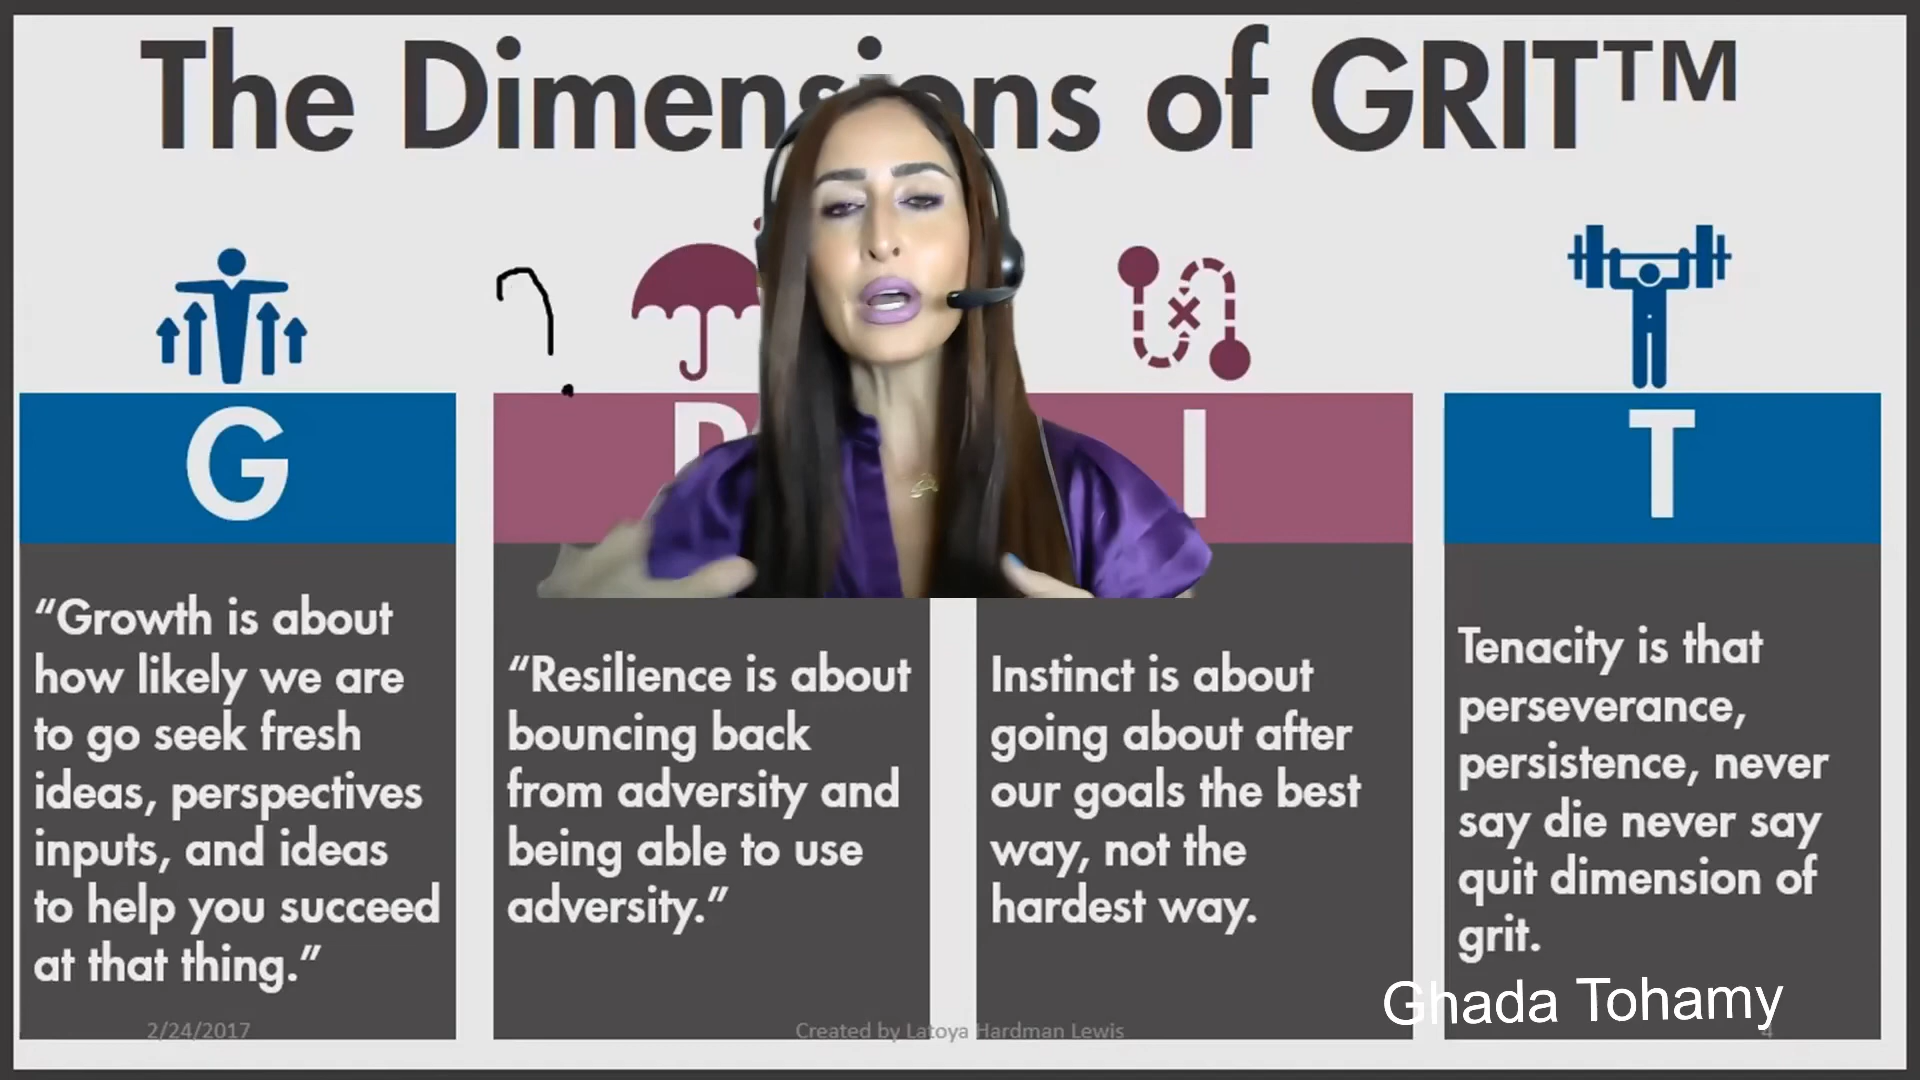 The Dimensions of GRIT™
G
I
T
“Growth is about
how likely we are
to go seek fresh
ideas, perspectives
inputs, and ideas
to help you succeed
at that thing.”
“Resilience is about
bouncing back
from adversity and
being able to use
adversity.”
Instinct is about
going about after
our goals the best
way, not the
hardest way.
Tenacity is that
perseverance,
persistence, never
say die never say
quit dimension of
grit.
Ghada Tohamy
2/24/2017
Created by Latoya Hardman Lewis
4